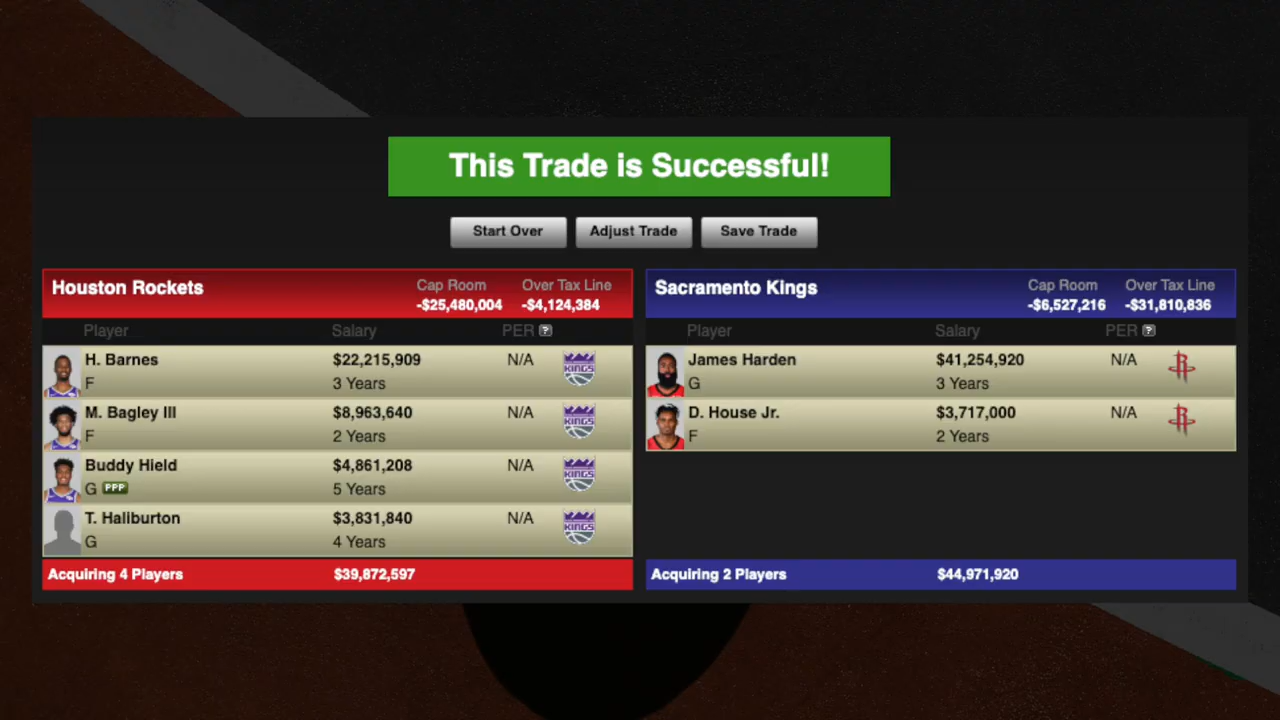 This Trade is Successful!
Start Over Adjust Trade Save Trade
Houston Rockets Cap Room Over Tax Line
-$25,480,004 -$4,124,384
Player Salary PER ?
H. Barnes $22,215,909 N/A KINGS
F 3 Years
M. Bagley III $8,963,640 N/A KINGS
F 2 Years
Buddy Hield $4,861,208 N/A KINGS
G PPP 5 Years
T. Haliburton $3,831,840 N/A KINGS
G 4 Years
Acquiring 4 Players $39,872,597
Sacramento Kings Cap Room Over Tax Line
-$6,527,216 -$31,810,836
Player Salary PER ?
James Harden $41,254,920 N/A R
G 3 Years
D. House Jr. $3,717,000 N/A R
F 2 Years
Acquiring 2 Players $44,971,920